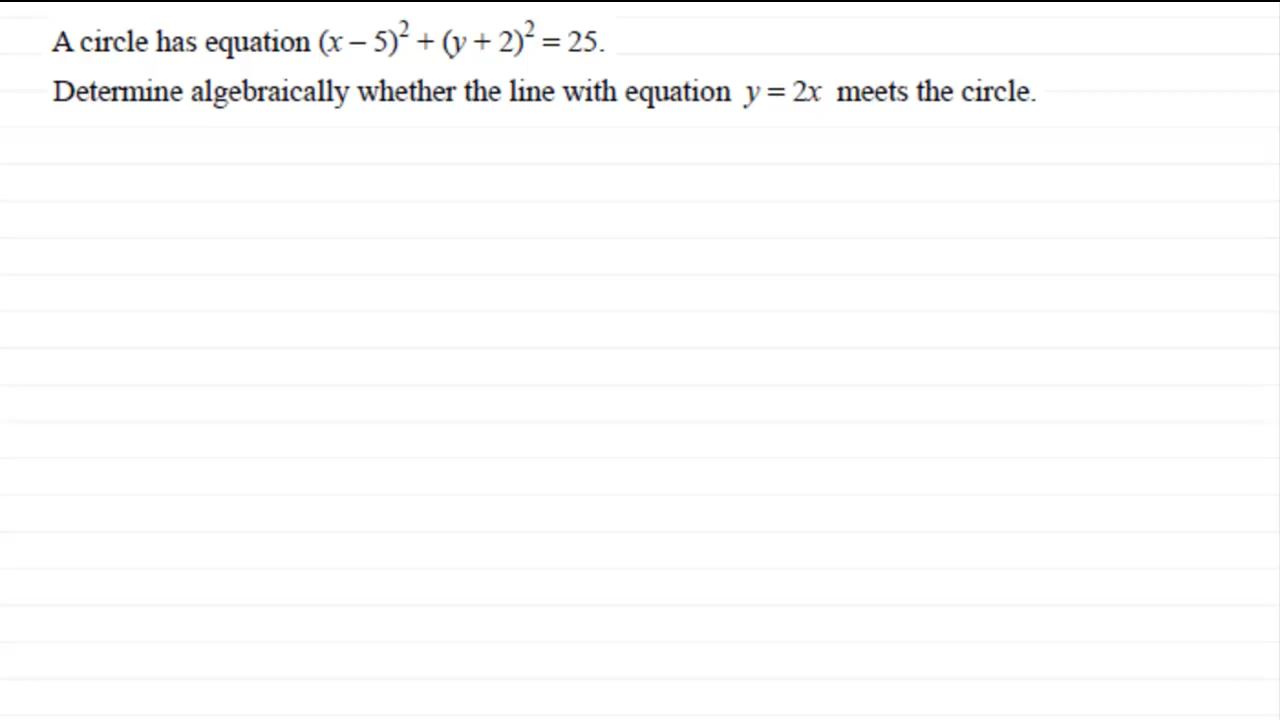 A circle has equation (x – 5)² + (y + 2)² = 25.
Determine algebraically whether the line with equation y = 2x meets the circle.